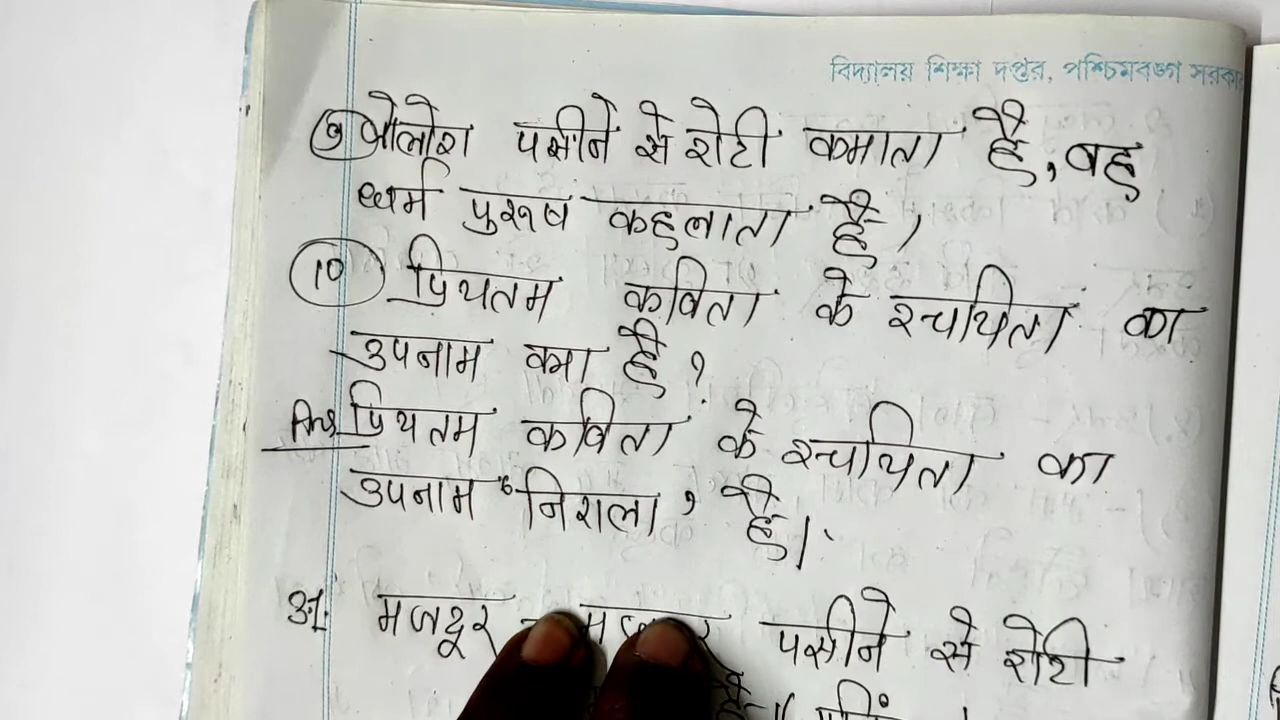 বিদ্যালয় শিক্ষা দপ্তর, পশ্চিমবঙ্গ সরকার
9 पसीने से रोटी कमाता है, वह
धर्म पुरूष कहलाता है।
10 प्रियतम कविता के रचयिता का
उपनाम क्या है?
Ans प्रियतम कविता के रचयिता का
उपनाम 'निराला' है।
मजदूर - पसीने से रोटी